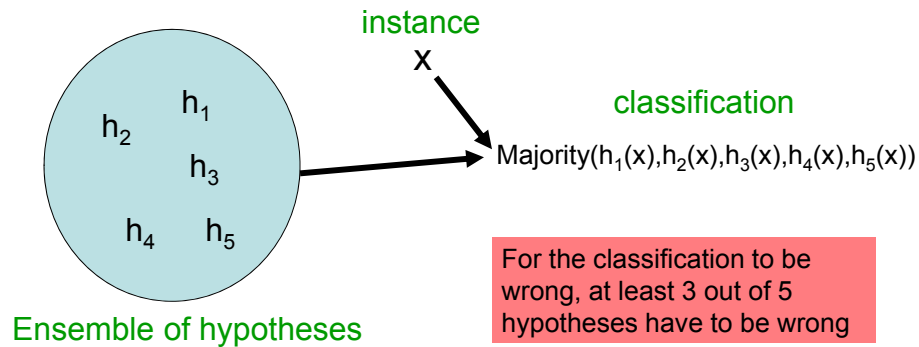 instance
x
classification
h₁
h₂
h₃
h₄ h₅
Majority(h₁(x),h₂(x),h₃(x),h₄(x),h₅(x))
For the classification to be
wrong, at least 3 out of 5
hypotheses have to be wrong
Ensemble of hypotheses